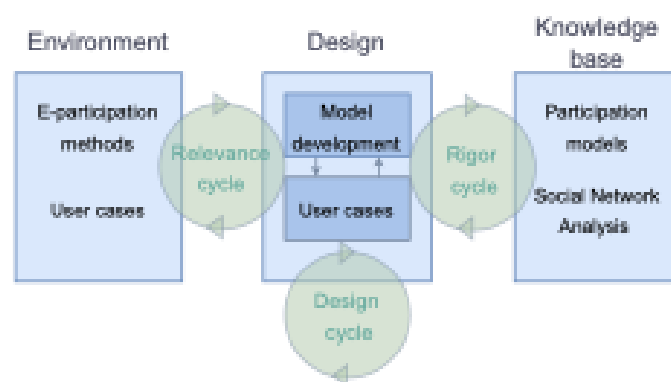 Environment
E-participation
methods
User cases
Relevance
cycle
Design
Model
development
User cases
Design
cycle
Rigor
cycle
Knowledge
base
Participation
models
Social Network
Analysis